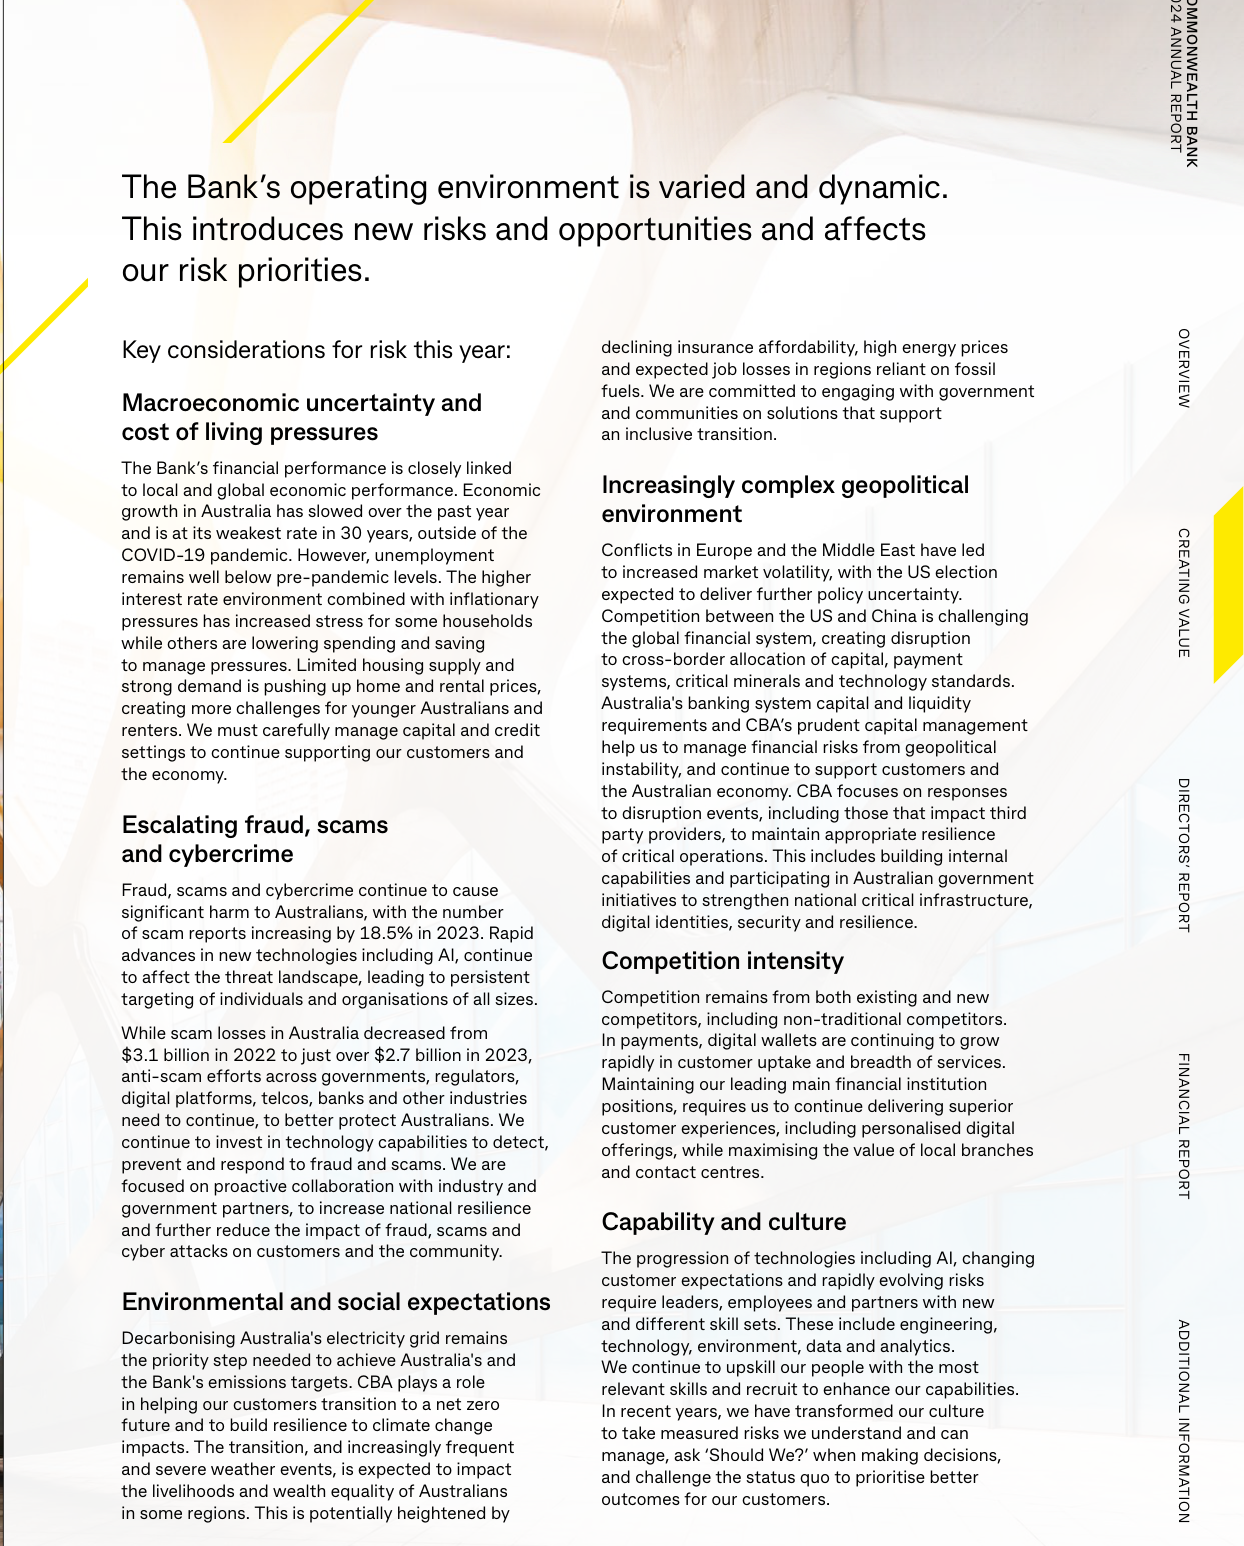 The Bank’s operating environment is varied and dynamic.
This introduces new risks and opportunities and affects
our risk priorities.
Key considerations for risk this year:
Macroeconomic uncertainty and
cost of living pressures
The Bank’s financial performance is closely linked
to local and global economic performance. Economic
growth in Australia has slowed over the past year
and is at its weakest rate in 30 years, outside of the
COVID-19 pandemic. However, unemployment
remains well below pre-pandemic levels. The higher
interest rate environment combined with inflationary
pressures has increased stress for some households
while others are lowering spending and saving
to manage pressures. Limited housing supply and
strong demand is pushing up home and rental prices,
creating more challenges for younger Australians and
renters. We must carefully manage capital and credit
settings to continue supporting our customers and
the economy.
Escalating fraud, scams
and cybercrime
Fraud, scams and cybercrime continue to cause
significant harm to Australians, with the number
of scam reports increasing by 18.5% in 2023. Rapid
advances in new technologies including AI, continue
to affect the threat landscape, leading to persistent
targeting of individuals and organisations of all sizes.
While scam losses in Australia decreased from
$3.1 billion in 2022 to just over $2.7 billion in 2023,
anti-scam efforts across governments, regulators,
digital platforms, telcos, banks and other industries
need to continue, to better protect Australians. We
continue to invest in technology capabilities to detect,
prevent and respond to fraud and scams. We are
focused on proactive collaboration with industry and
government partners, to increase national resilience
and further reduce the impact of fraud, scams and
cyber attacks on customers and the community.
Environmental and social expectations
Decarbonising Australia's electricity grid remains
the priority step needed to achieve Australia's and
the Bank's emissions targets. CBA plays a role
in helping our customers transition to a net zero
future and to build resilience to climate change
impacts. The transition, and increasingly frequent
and severe weather events, is expected to impact
the livelihoods and wealth equality of Australians
in some regions. This is potentially heightened by
declining insurance affordability, high energy prices
and expected job losses in regions reliant on fossil
fuels. We are committed to engaging with government
and communities on solutions that support
an inclusive transition.
Increasingly complex geopolitical
environment
Conflicts in Europe and the Middle East have led
to increased market volatility, with the US election
expected to deliver further policy uncertainty.
Competition between the US and China is challenging
the global financial system, creating disruption
to cross-border allocation of capital, payment
systems, critical minerals and technology standards.
Australia's banking system capital and liquidity
requirements and CBA’s prudent capital management
help us to manage financial risks from geopolitical
instability, and continue to support customers and
the Australian economy. CBA focuses on responses
to disruption events, including those that impact third
party providers, to maintain appropriate resilience
of critical operations. This includes building internal
capabilities and participating in Australian government
initiatives to strengthen national critical infrastructure,
digital identities, security and resilience.
Competition intensity
Competition remains from both existing and new
competitors, including non-traditional competitors.
In payments, digital wallets are continuing to grow
rapidly in customer uptake and breadth of services.
Maintaining our leading main financial institution
positions, requires us to continue delivering superior
customer experiences, including personalised digital
offerings, while maximising the value of local branches
and contact centres.
Capability and culture
The progression of technologies including AI, changing
customer expectations and rapidly evolving risks
require leaders, employees and partners with new
and different skill sets. These include engineering,
technology, environment, data and analytics.
We continue to upskill our people with the most
relevant skills and recruit to enhance our capabilities.
In recent years, we have transformed our culture
to take measured risks we understand and can
manage, ask ‘Should We?’ when making decisions,
and challenge the status quo to prioritise better
outcomes for our customers.
OMMONWEALTH BANK
024 ANNUAL REPORT
OVERVIEW
CREATING VALUE
DIRECTORS’ REPORT
FINANCIAL REPORT
ADDITIONAL INFORMATION